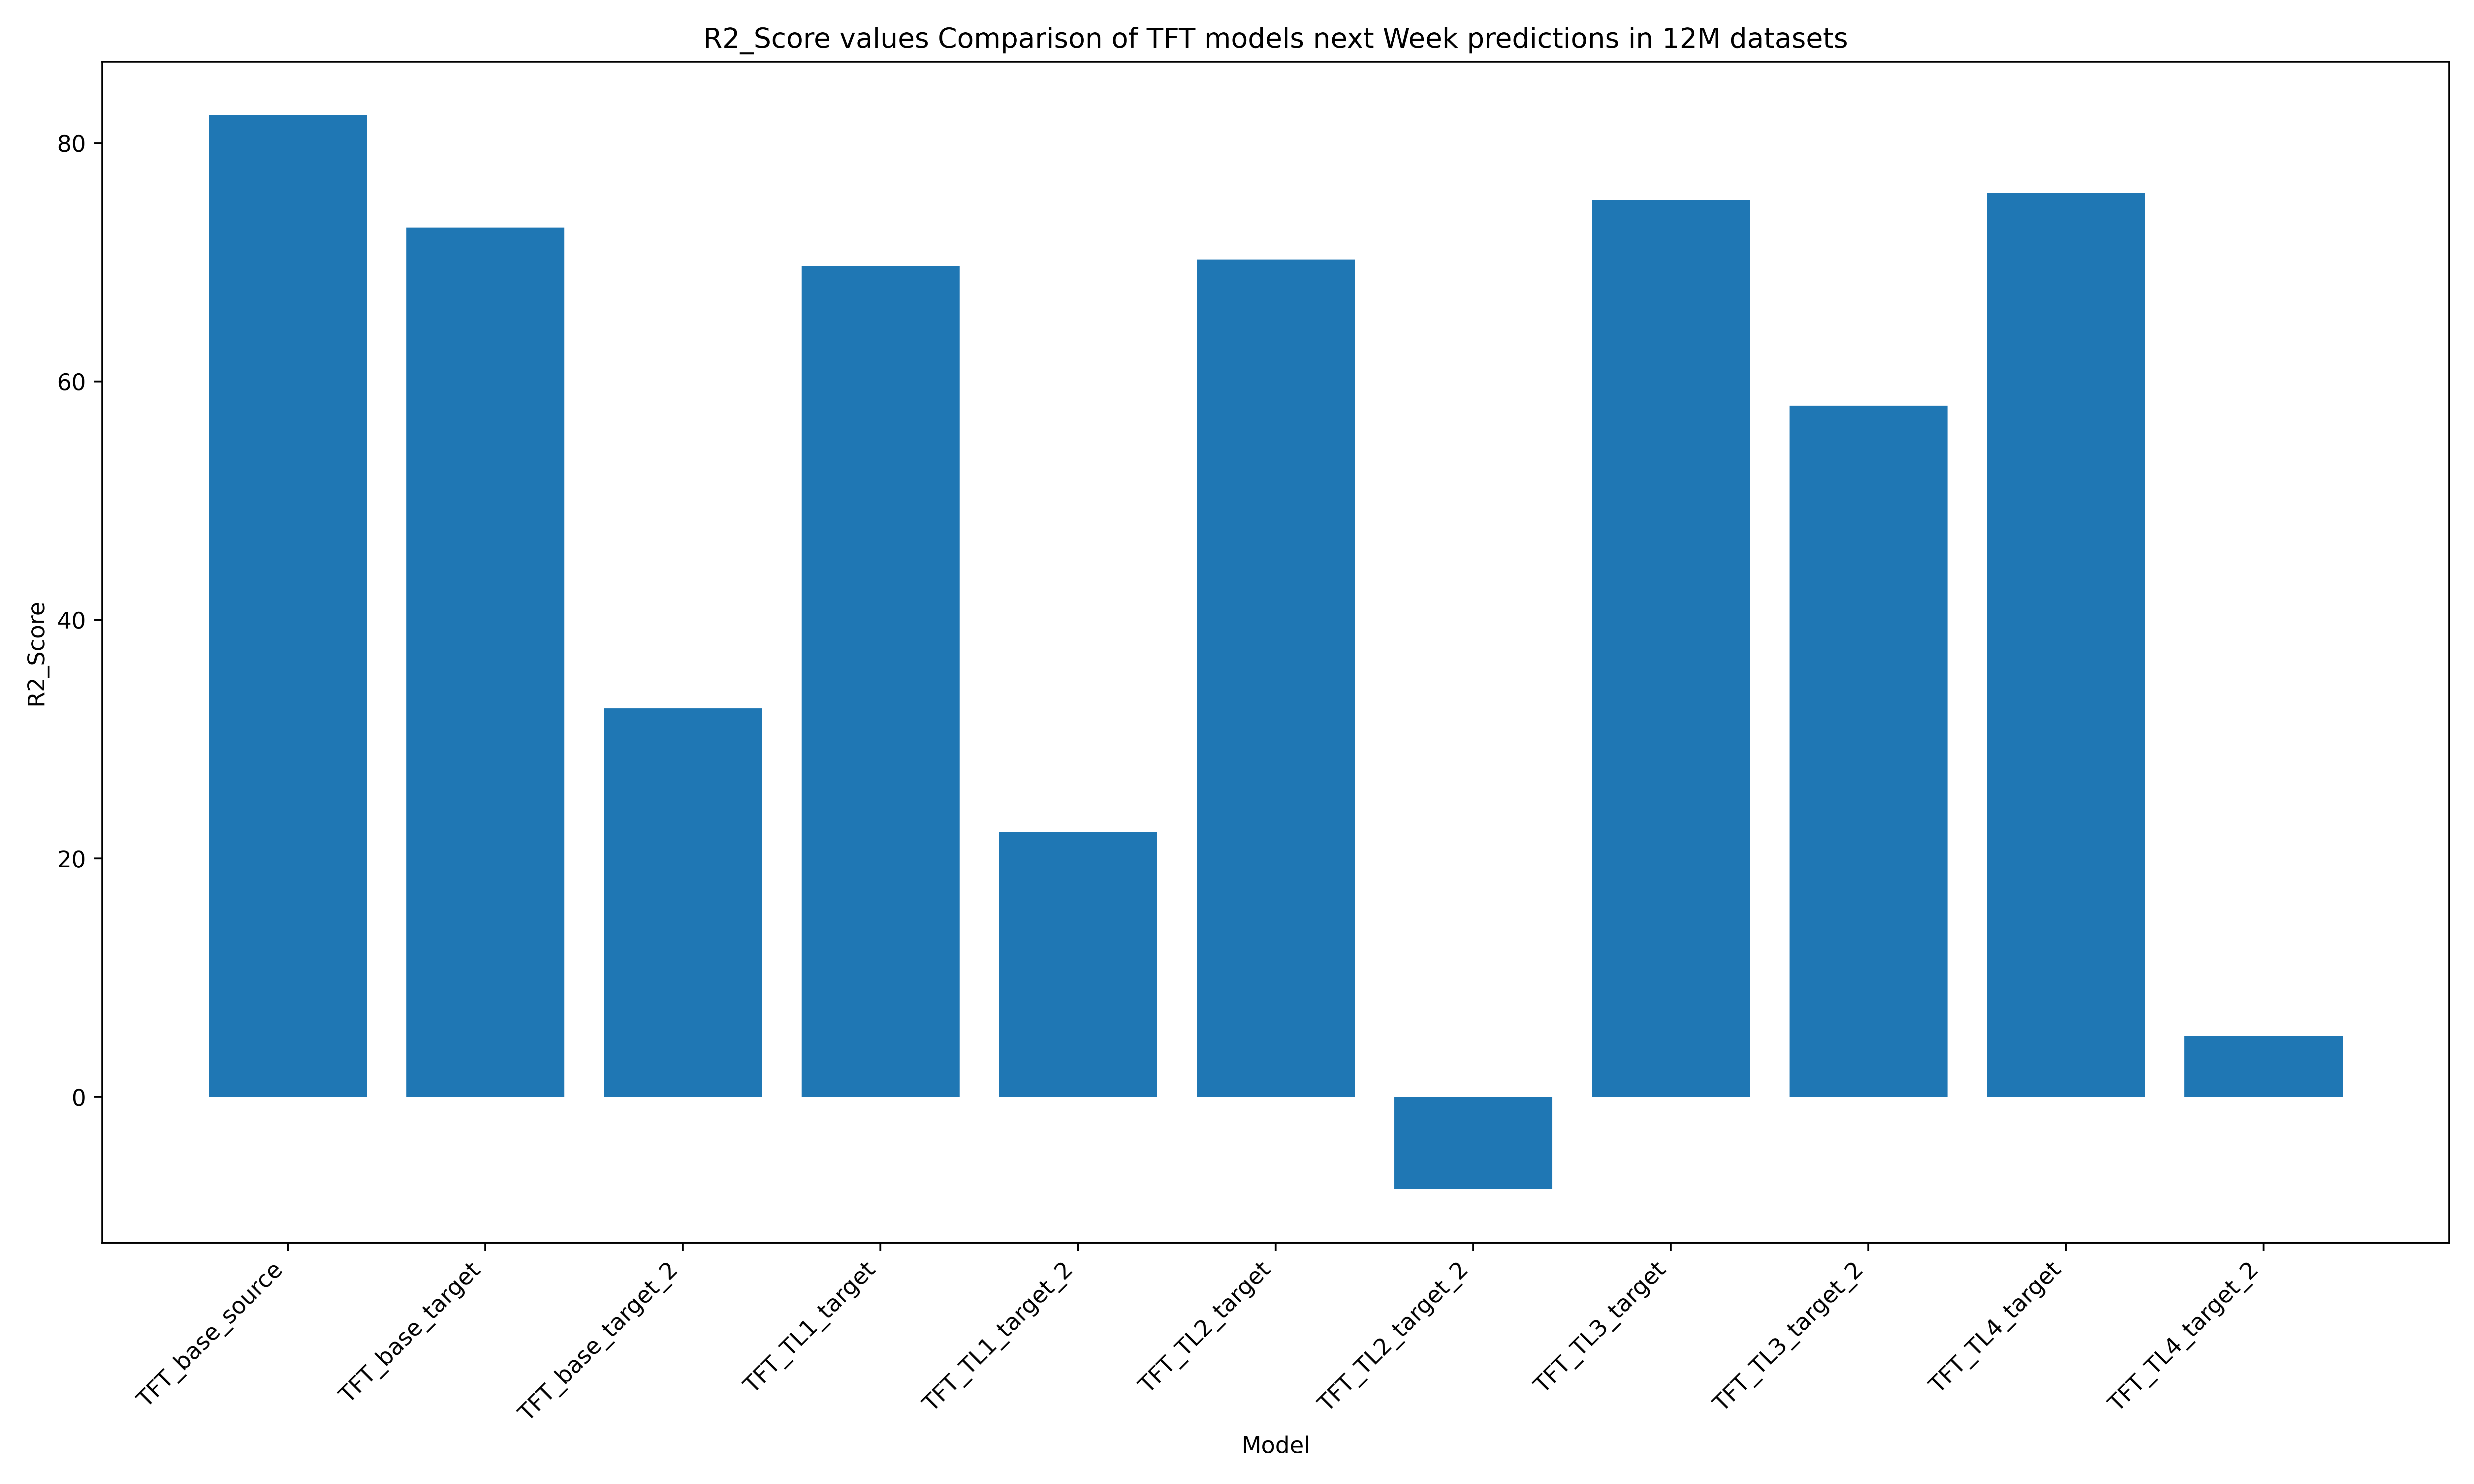 R2_Score values Comparison of TFT models next Week predictions in 12M datasets
R2_Score
80
60
40
20
0
TFT_base_source
TFT_base_target
TFT_base_target_2
TFT_TL1_target
TFT_TL1_target_2
TFT_TL2_target
TFT_TL2_target_2
TFT_TL3_target
TFT_TL3_target_2
TFT_TL4_target
TFT_TL4_target_2
Model